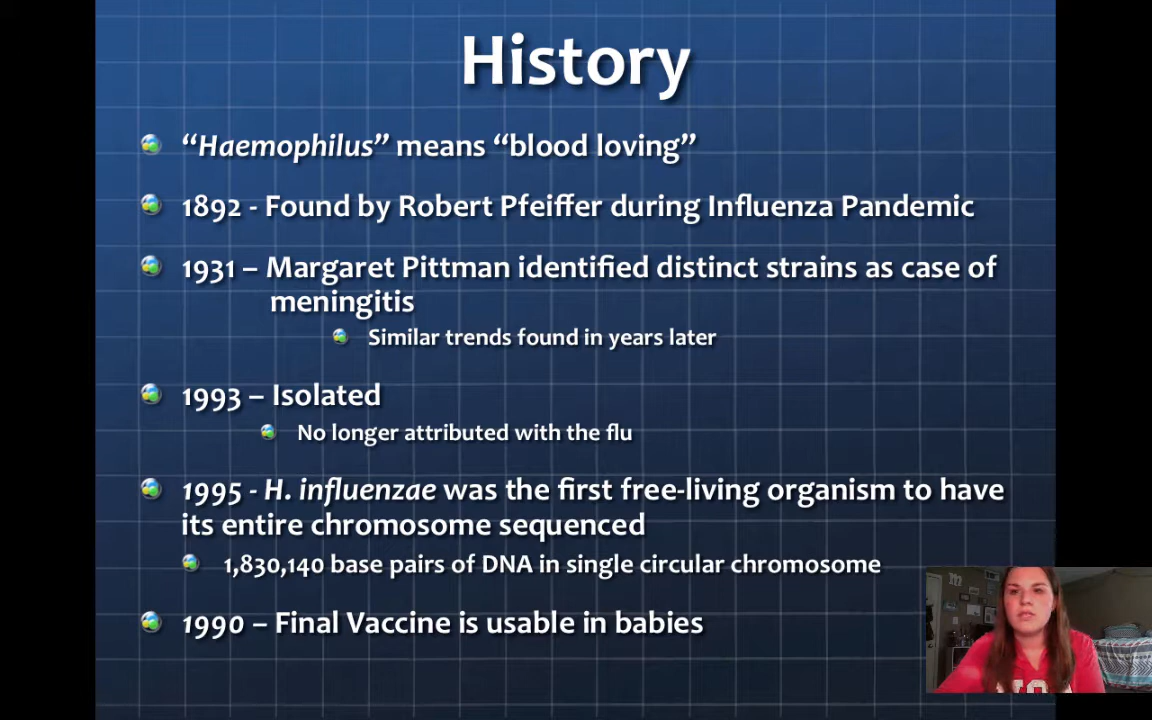 History
“Haemophilus” means “blood loving”
1892 - Found by Robert Pfeiffer during Influenza Pandemic
1931 – Margaret Pittman identified distinct strains as case of
meningitis
Similar trends found in years later
1993 – Isolated
No longer attributed with the flu
1995 - H. influenzae was the first free-living organism to have
its entire chromosome sequenced
1,830,140 base pairs of DNA in single circular chromosome
1990 – Final Vaccine is usable in babies